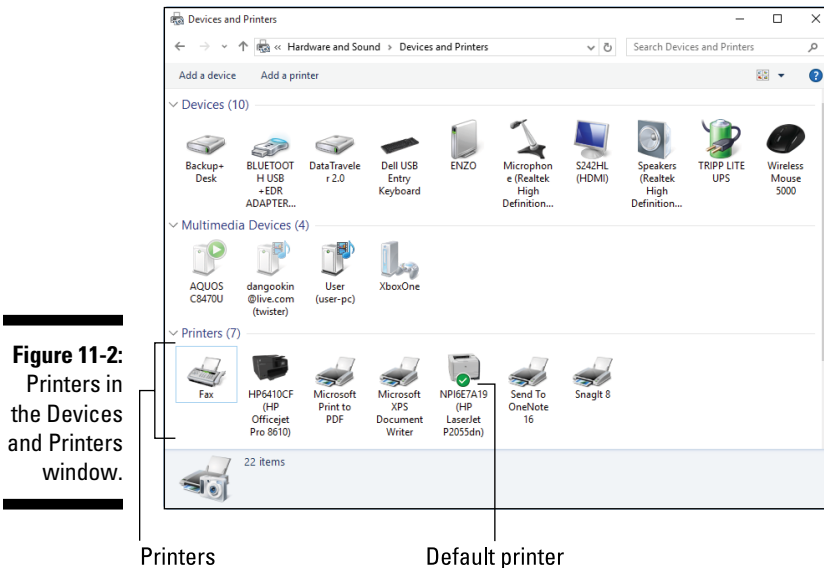 Devices and Printers
« Hardware and Sound > Devices and Printers
Search Devices and Printers
Add a device
Add a printer
?
Devices (10)
Backup+
Desk
BLUETOOT
H USB
+EDR
ADAPTER...
DataTravele
r 2.0
Dell USB
Entry
Keyboard
ENZO
Microphon
e (Realtek
High
Definition...
S242HL
(HDMI)
Speakers
(Realtek
High
Definition...
TRIPP LITE
UPS
Wireless
Mouse
5000
Multimedia Devices (4)
AQUOS
C8470U
dangookin
@live.com
(twister)
User
(user-pc)
XboxOne
Printers (7)
Fax
HP6410CF
(HP
Officejet
Pro 8610)
Microsoft
Print to
PDF
Microsoft
XPS
Document
Writer
NPI6E7A19
(HP
LaserJet
P2055dn)
Send To
OneNote
16
SnagIt 8
22 items
Figure 11-2:
Printers in
the Devices
and Printers
window.
Printers
Default printer